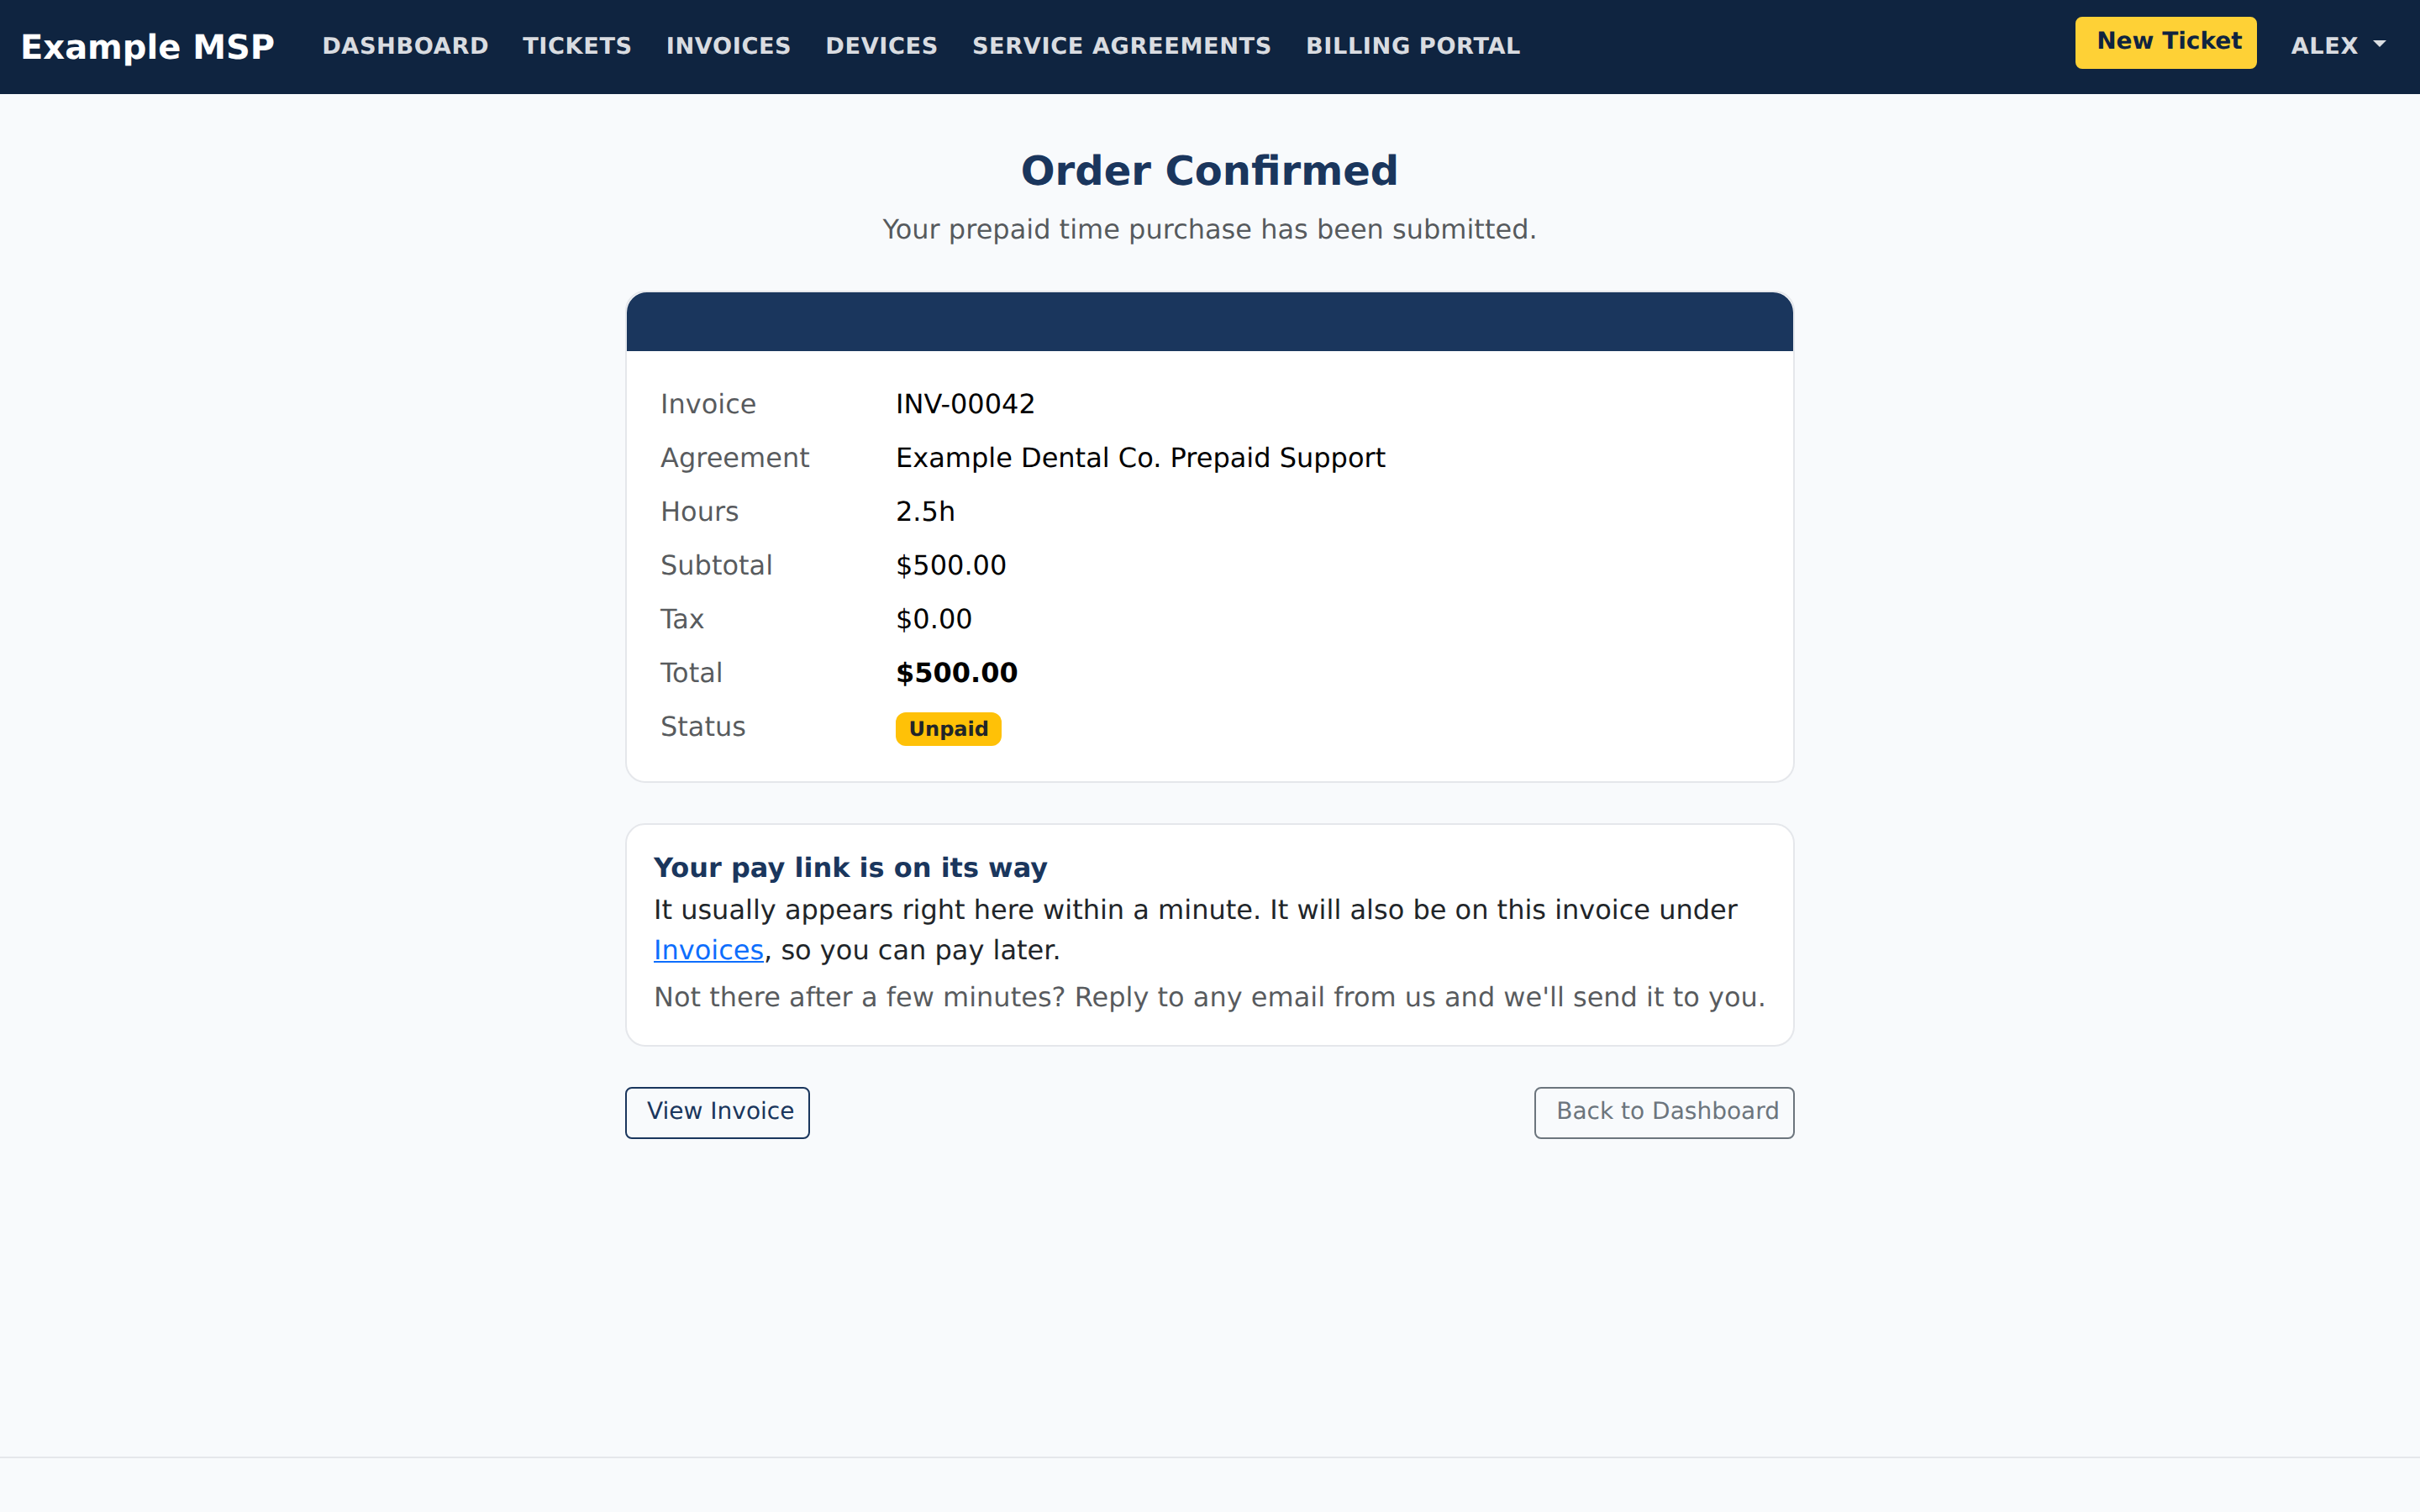 Example MSP DASHBOARD TICKETS INVOICES DEVICES SERVICE AGREEMENTS BILLING PORTAL New Ticket ALEX
Order Confirmed
Your prepaid time purchase has been submitted.
Invoice INV-00042
Agreement Example Dental Co. Prepaid Support
Hours 2.5h
Subtotal $500.00
Tax $0.00
Total $500.00
Status Unpaid
Your pay link is on its way
It usually appears right here within a minute. It will also be on this invoice under
Invoices, so you can pay later.
Not there after a few minutes? Reply to any email from us and we'll send it to you.
View Invoice Back to Dashboard